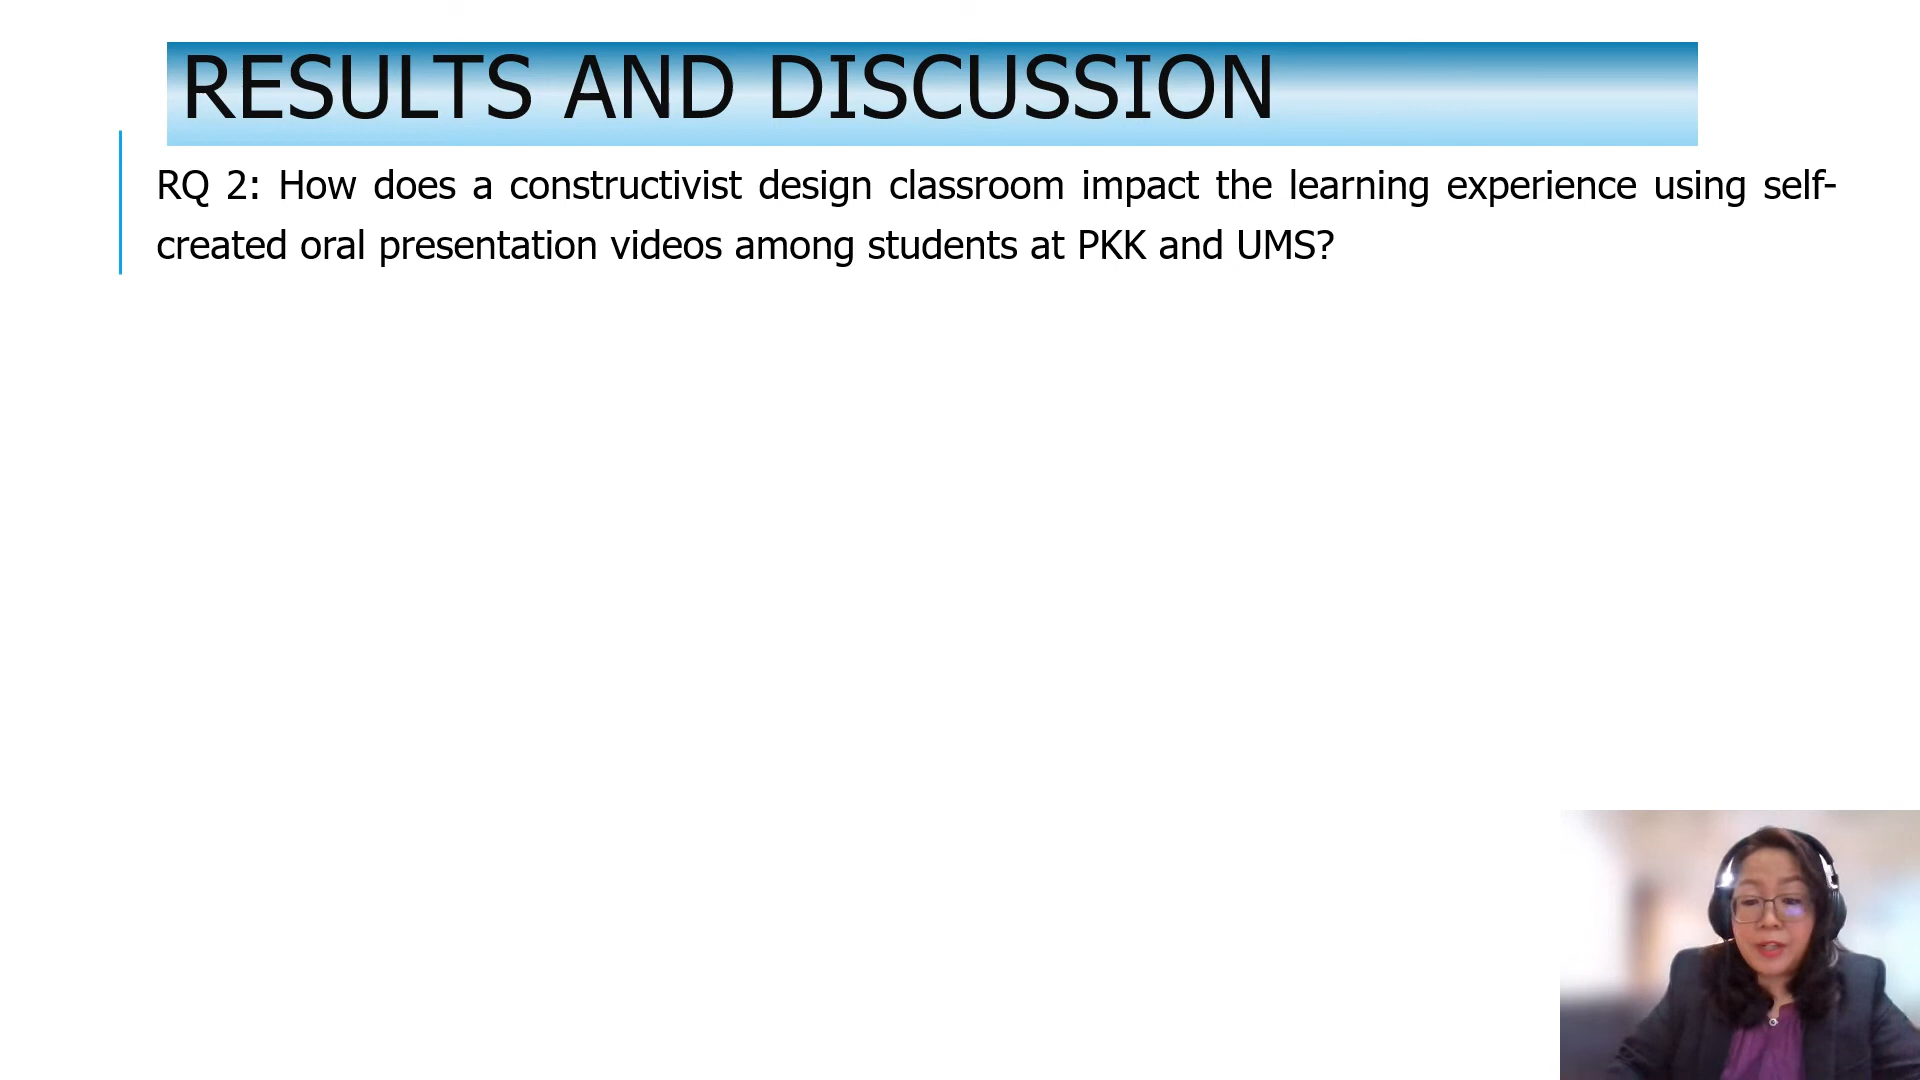 RESULTS AND DISCUSSION
RQ 2: How does a constructivist design classroom impact the learning experience using self-
created oral presentation videos among students at PKK and UMS?